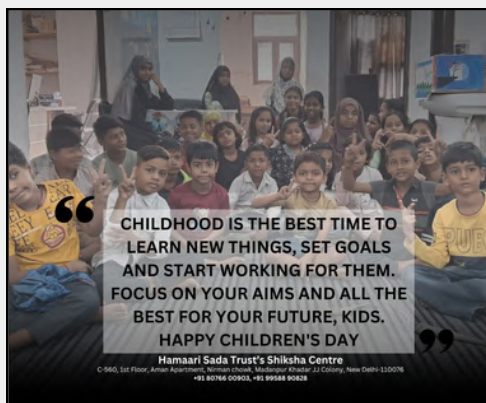 CHILDHOOD IS THE BEST TIME TO
LEARN NEW THINGS, SET GOALS
AND START WORKING FOR THEM.
FOCUS ON YOUR AIMS AND ALL THE
BEST FOR YOUR FUTURE, KIDS.
HAPPY CHILDREN'S DAY
Hamaari Sada Trust's Shiksha Centre
C-560, 1st Floor, Aman Apartment, Nirman chowk, Madanpur Khadar JJ Colony, New Delhi-110076
+91 80766 00903, +91 99588 90828
PUB